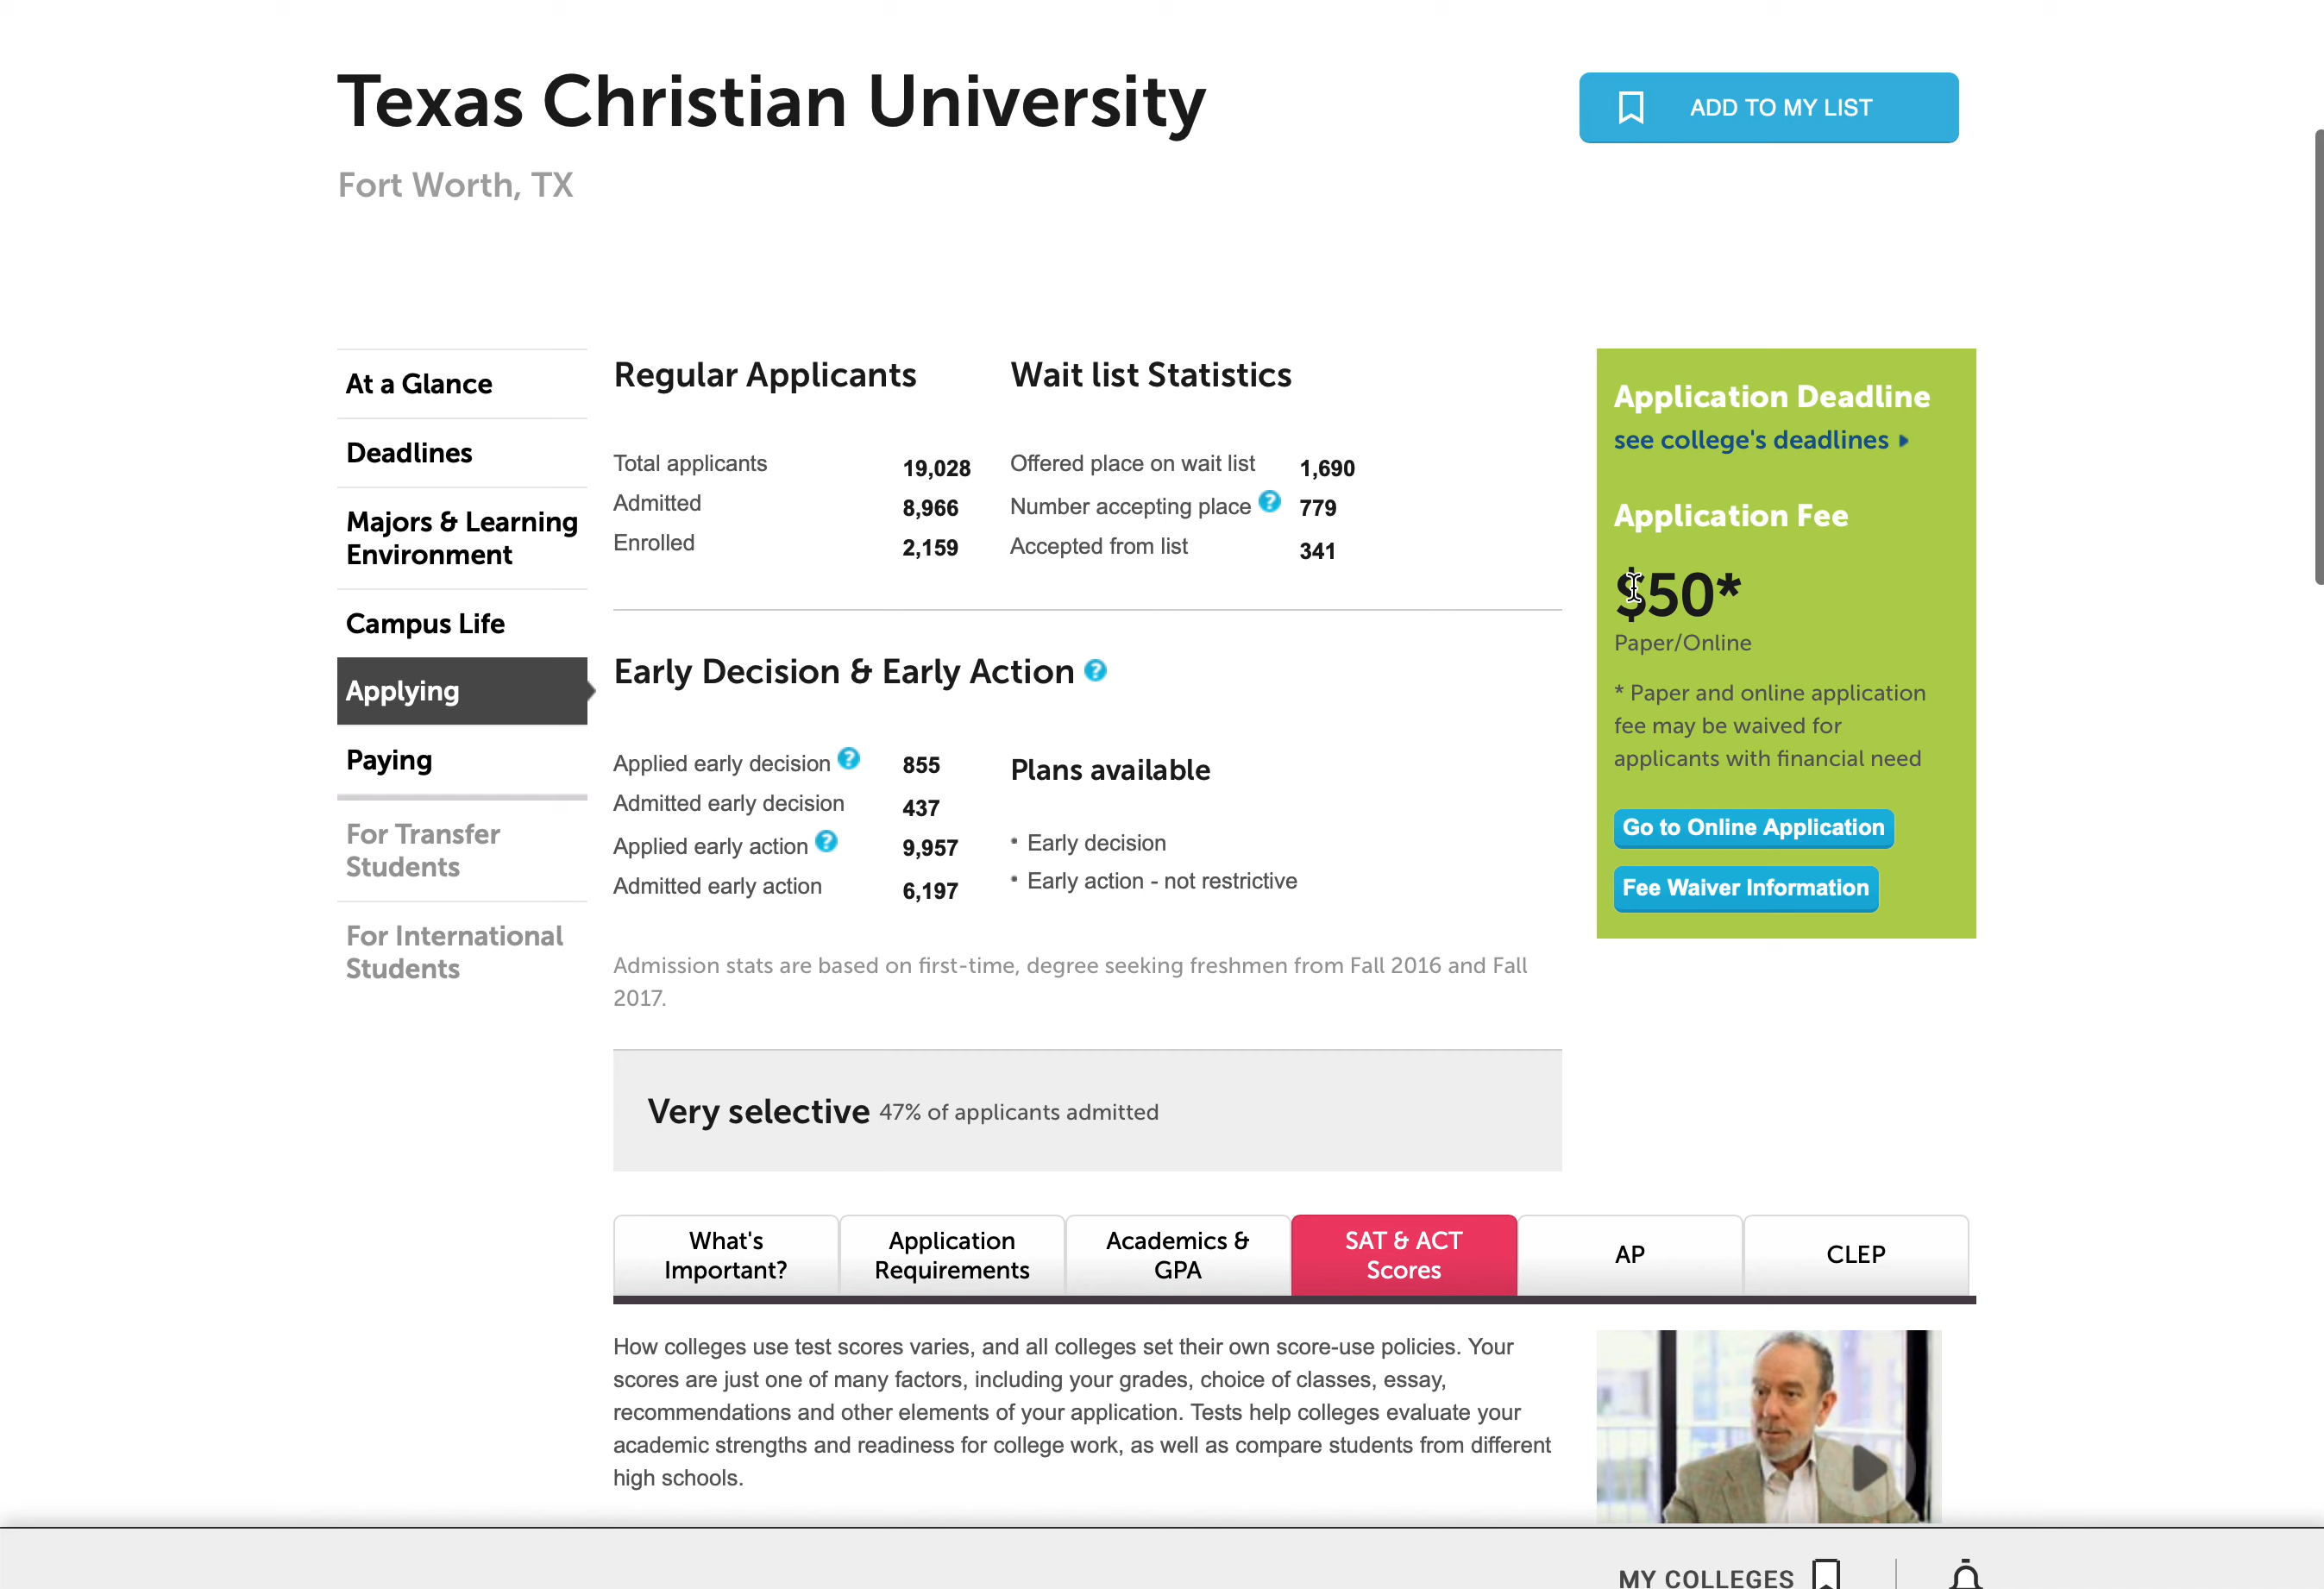 Texas Christian University
ADD TO MY LIST
Fort Worth, TX
At a Glance
Deadlines
Majors & Learning
Environment
Campus Life
Applying
Paying
For Transfer
Students
For International
Students
Regular Applicants
Total applicants 19,028
Admitted 8,966
Enrolled 2,159
Wait list Statistics
Offered place on wait list 1,690
Number accepting place ? 779
Accepted from list 341
Early Decision & Early Action ?
Applied early decision ? 855
Admitted early decision 437
Applied early action ? 9,957
Admitted early action 6,197
Plans available
• Early decision
• Early action - not restrictive
Admission stats are based on first-time, degree seeking freshmen from Fall 2016 and Fall
2017.
Very selective 47% of applicants admitted
Application Deadline
see college's deadlines
Application Fee
$50*
Paper/Online
* Paper and online application
fee may be waived for
applicants with financial need
Go to Online Application
Fee Waiver Information
What's
Important?
Application
Requirements
Academics &
GPA
SAT & ACT
Scores
AP
CLEP
How colleges use test scores varies, and all colleges set their own score-use policies. Your
scores are just one of many factors, including your grades, choice of classes, essay,
recommendations and other elements of your application. Tests help colleges evaluate your
academic strengths and readiness for college work, as well as compare students from different
high schools.
MY COLLEGES